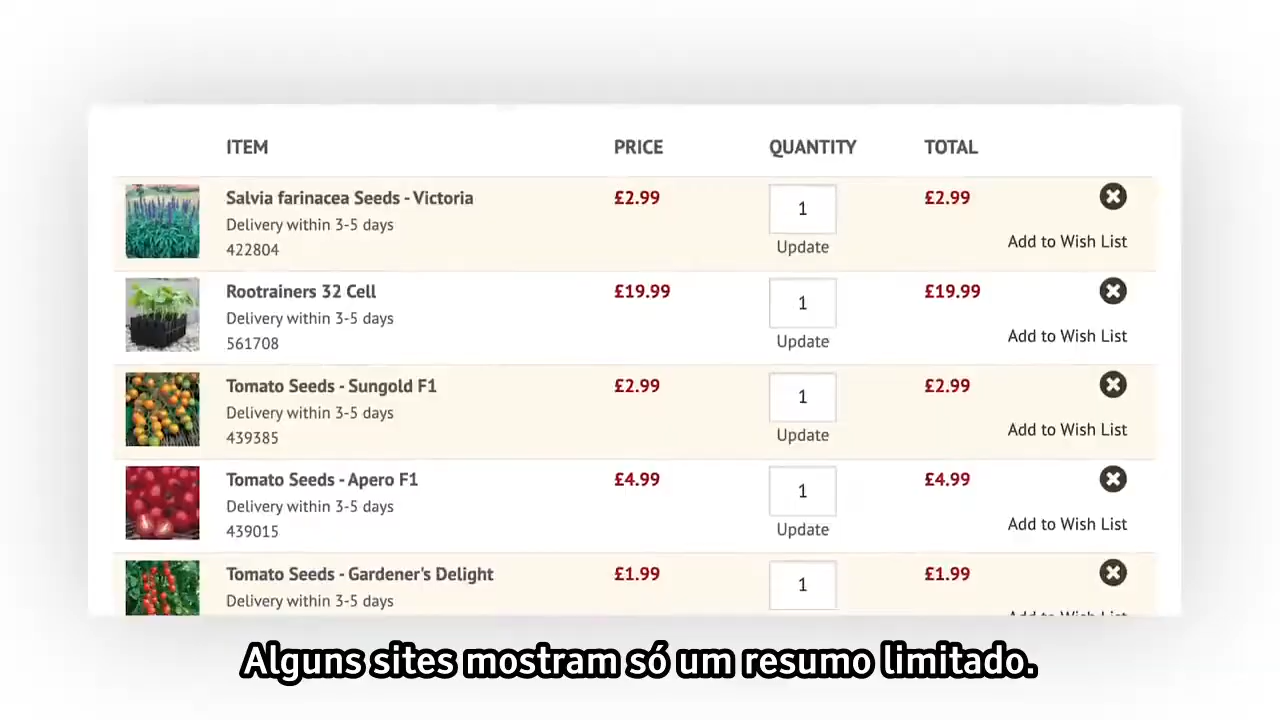 ITEM PRICE QUANTITY TOTAL
Salvia farinacea Seeds - Victoria £2.99 1 £2.99
Delivery within 3-5 days
422804 Update Add to Wish List
Rootrainers 32 Cell £19.99 1 £19.99
Delivery within 3-5 days
561708 Update Add to Wish List
Tomato Seeds - Sungold F1 £2.99 1 £2.99
Delivery within 3-5 days
439385 Update Add to Wish List
Tomato Seeds - Apero F1 £4.99 1 £4.99
Delivery within 3-5 days
439015 Update Add to Wish List
Tomato Seeds - Gardener's Delight £1.99 1 £1.99
Delivery within 3-5 days
Add to Wish List
Alguns sites mostram só um resumo limitado.